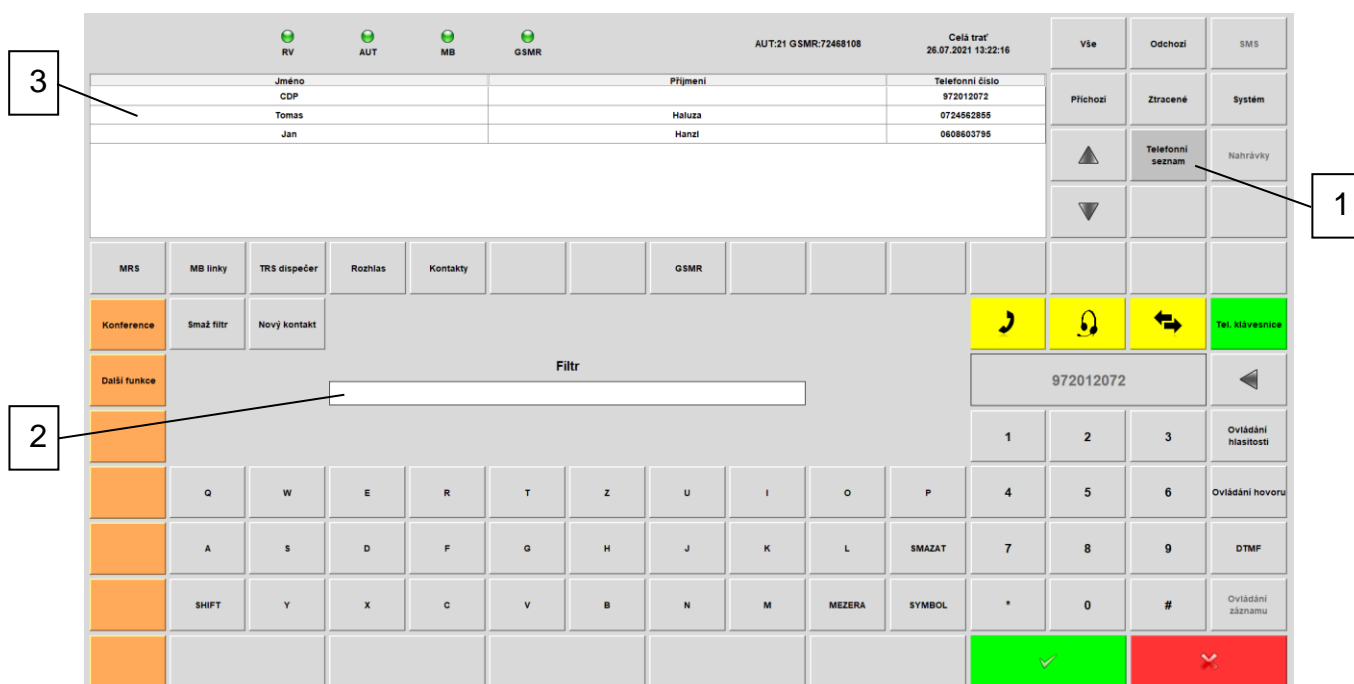 RV AUT MB GSMR
AUT:21 GSMR:72468108
Celá trať
26.07.2021 13:22:16
Vše Odchozí SMS
3
Jméno Příjmení Telefonní číslo
CDP 972012072
Tomas Haluza 0724562855
Jan Hanzl 0608603795
Příchozí Ztracené Systém
Telefonní
seznam
Nahrávky
1
MRS MB linky TRS dispečer Rozhlas Kontakty GSMR
Konference Smaž filtr Nový kontakt Tel. klávesnice
Další funkce
Filtr
972012072
2
1 2 3
Ovládání
hlasitosti
Q W E R T Z U I O P 4 5 6 Ovládání hovoru
A S D F G H J K L SMAZAT 7 8 9 DTMF
SHIFT Y X C V B N M MEZERA SYMBOL * 0 #
Ovládání
záznamu